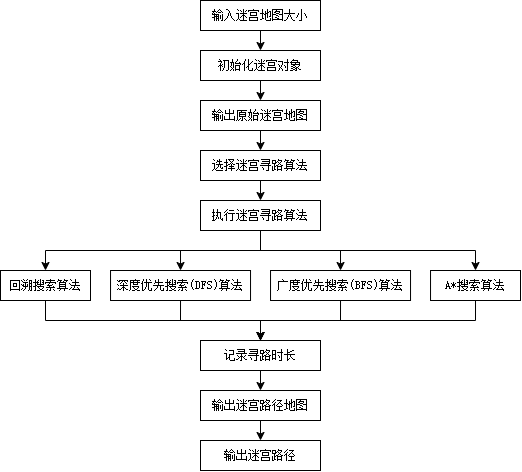 输入迷宫地图大小
初始化迷宫对象
输出原始迷宫地图
选择迷宫寻路算法
执行迷宫寻路算法
回溯搜索算法
深度优先搜索(DFS)算法
广度优先搜索(BFS)算法
A*搜索算法
记录寻路时长
输出迷宫路径地图
输出迷宫路径